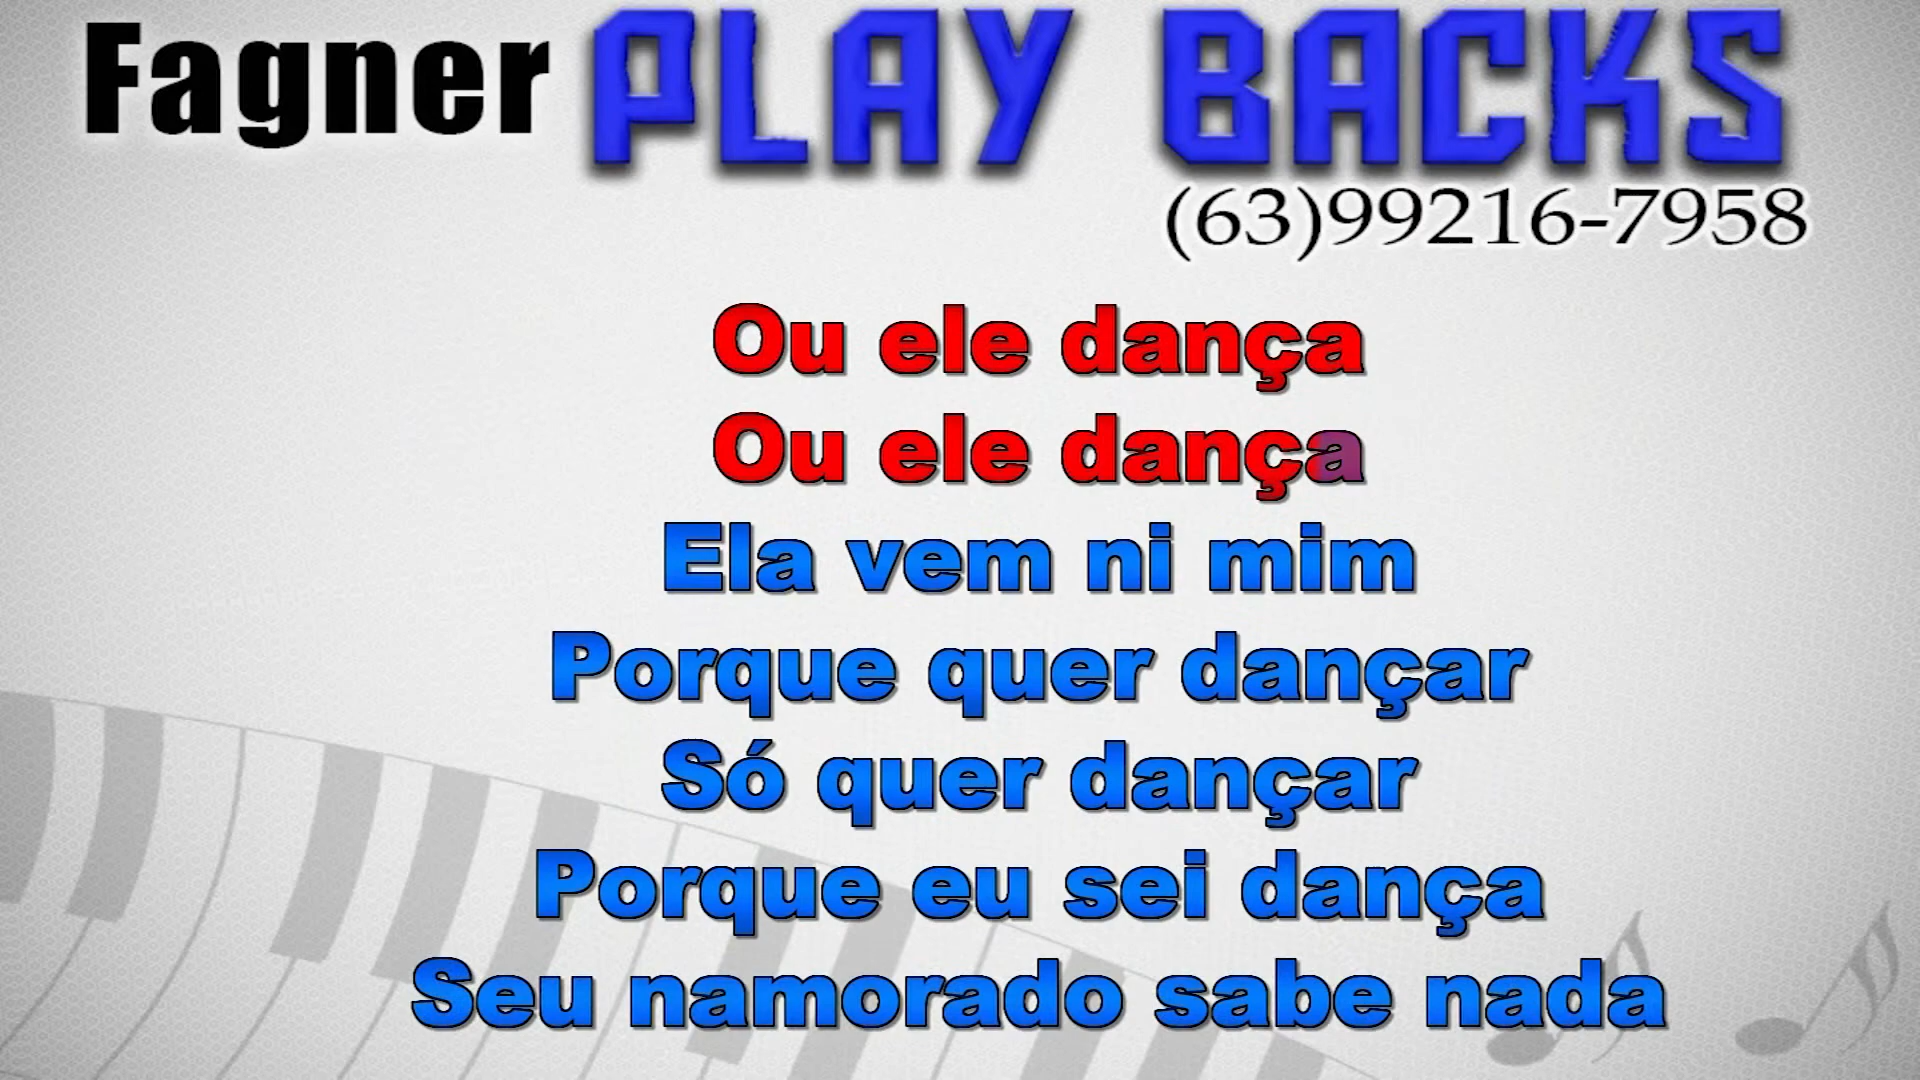 Fagner PLAY BACKS
(63)99216-7958
Ou ele dança
Ou ele dança
Ela vem ni mim
Porque quer dançar
Só quer dançar
Porque eu sei dança
Seu namorado sabe nada